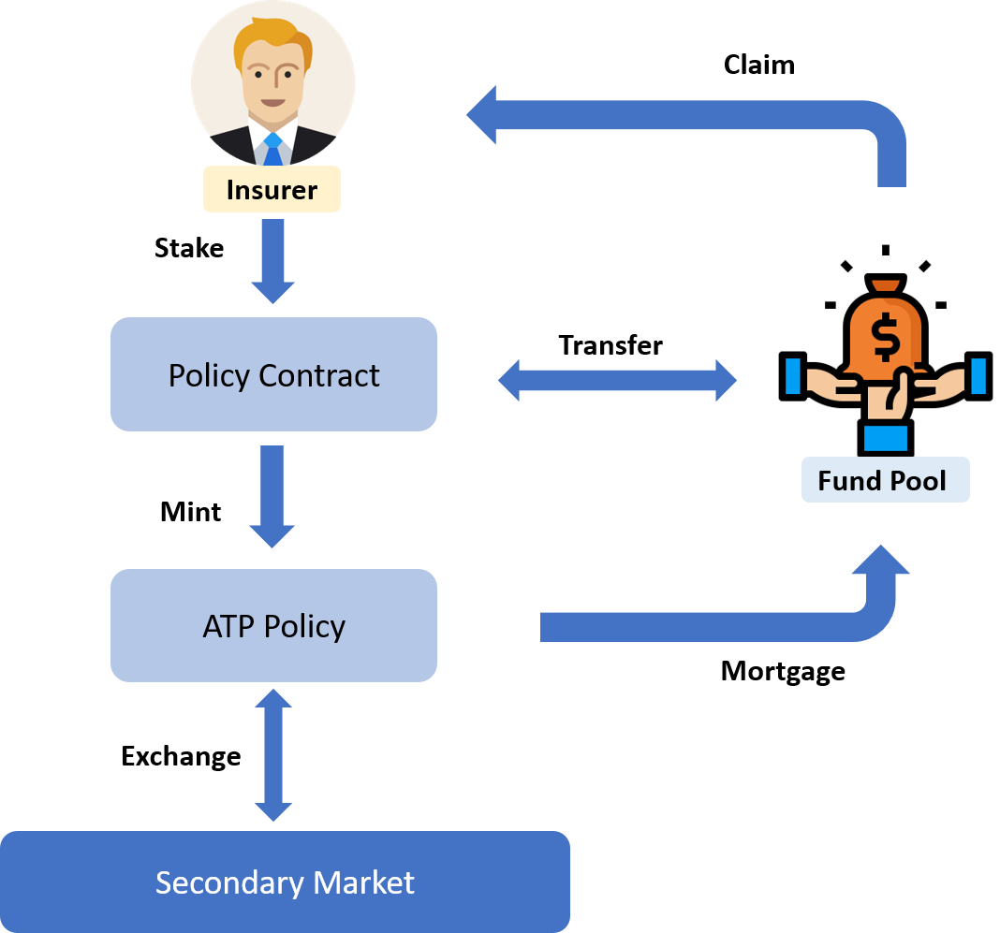 Claim
Insurer
Stake
Transfer
Policy Contract
$
Fund Pool
Mint
ATP Policy
Mortgage
Exchange
Secondary Market